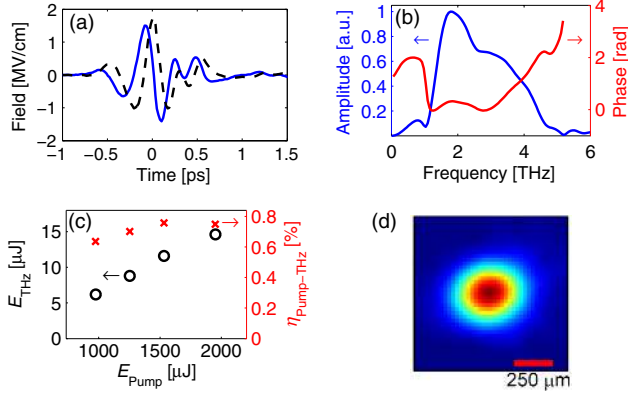 (a)
Field [MV/cm]
2
1
0
−1
−2
−1 −0.5 0 0.5 1 1.5
Time [ps]
(b)
Amplitude [a.u.]
1
0.8
0.6
0.4
0.2
4
2
0
Phase [rad]
0 2 4 6
Frequency [THz]
(c)
E_THz [μJ]
15
10
5
0
0.8
0.6
0.4
0.2
0
η_Pump−THz [%]
1000 1500 2000
E_Pump [μJ]
(d)
250 μm